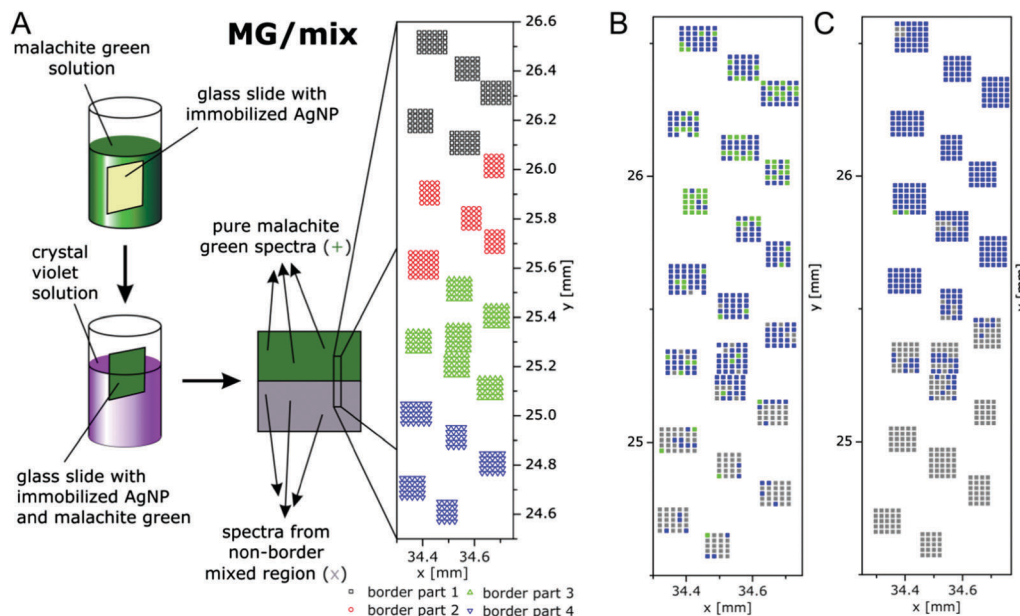 A
MG/mix
malachite green
solution
glass slide with
immobilized AgNP
crystal
violet
solution
glass slide with
immobilized AgNP
and malachite green
pure malachite
green spectra (+)
spectra from
non-border
mixed region (x)
26.6
26.4
26.2
26.0
25.8
25.6
25.4
25.2
25.0
24.8
24.6
y [mm]
34.4 34.6
x [mm]
border part 1
border part 2
border part 3
border part 4
B
26
25
y [mm]
34.4 34.6
x [mm]
C
26
25
y [mm]
34.4 34.6
x [mm]